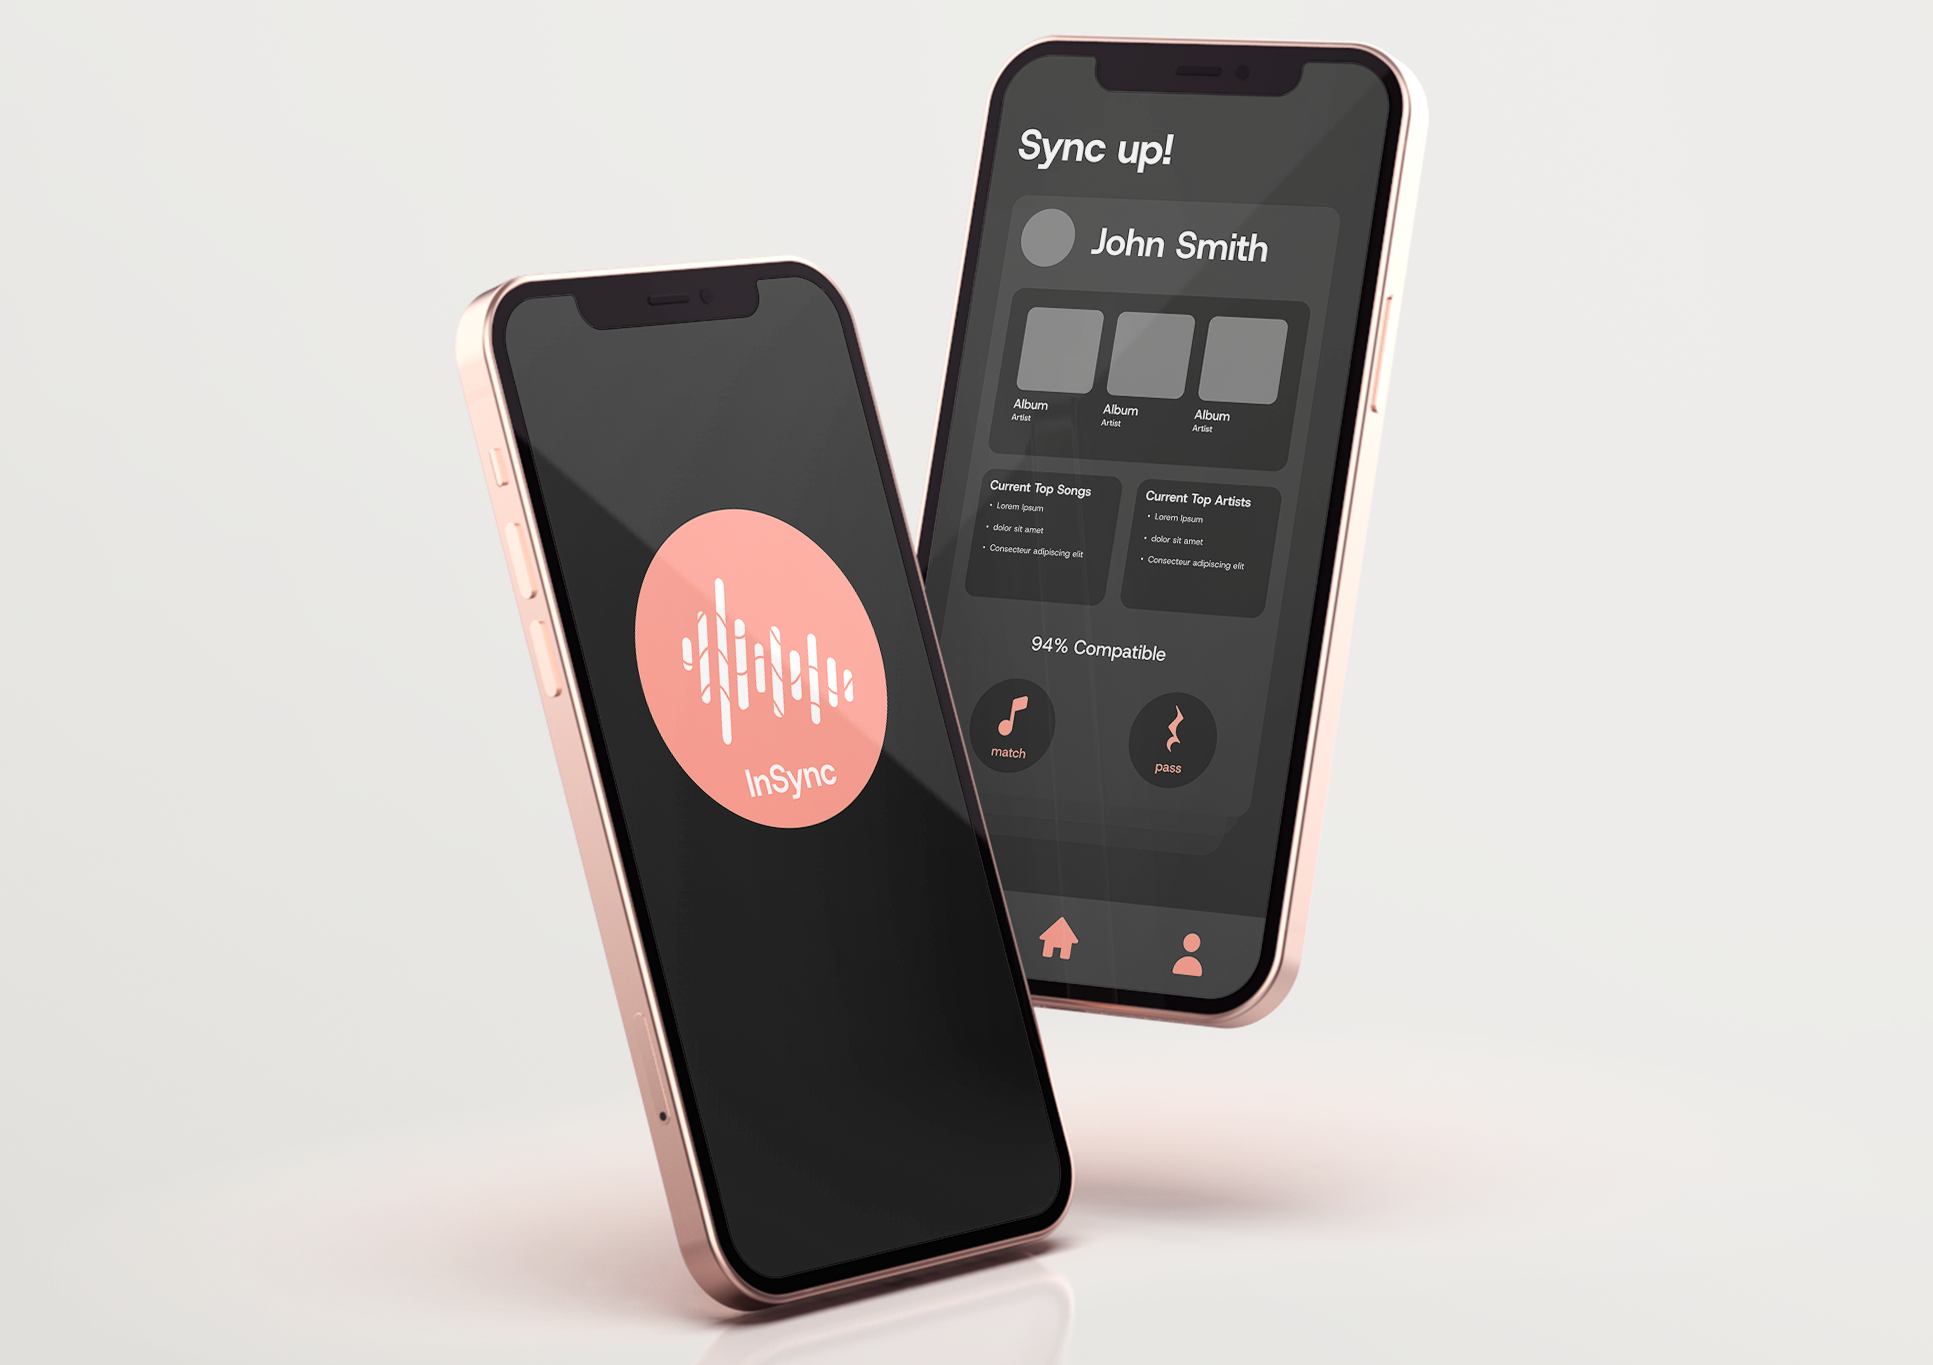 InSync
Sync up!
John Smith
Album
Artist
Album
Artist
Album
Artist
Current Top Songs
• Lorem Ipsum
• dolor sit amet
• Consecteur adipiscing elit
Current Top Artists
• Lorem Ipsum
• dolor sit amet
• Consecteur adipiscing elit
94% Compatible
match
pass